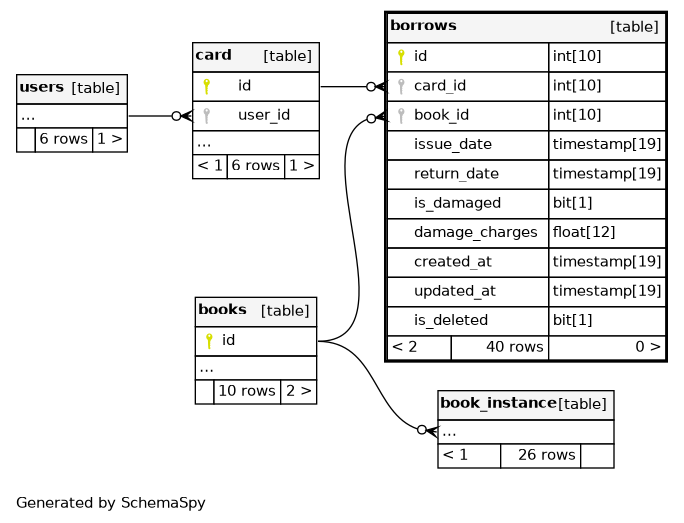 users [table]
...
6 rows 1 >
card [table]
id
user_id
...
< 1 6 rows 1 >
borrows [table]
id int[10]
card_id int[10]
book_id int[10]
issue_date timestamp[19]
return_date timestamp[19]
is_damaged bit[1]
damage_charges float[12]
created_at timestamp[19]
updated_at timestamp[19]
is_deleted bit[1]
< 2 40 rows 0 >
books [table]
id
...
10 rows 2 >
book_instance [table]
...
< 1 26 rows
Generated by SchemaSpy